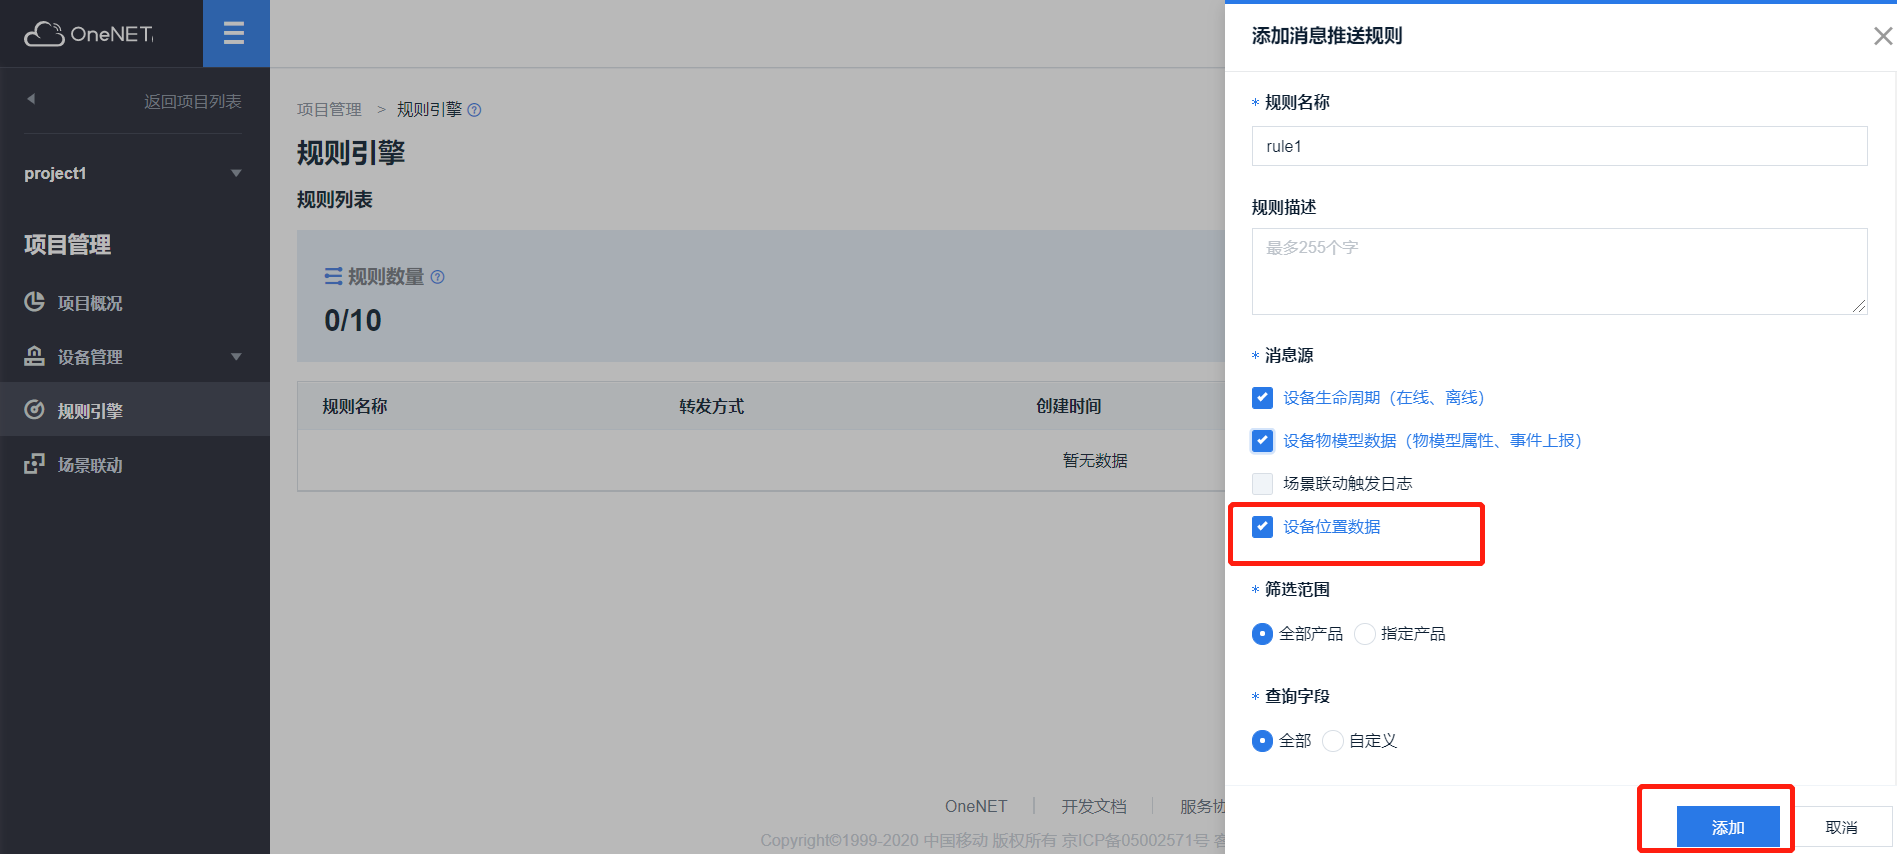 OneNET
返回项目列表
project1
项目管理
项目概况
设备管理
规则引擎
场景联动
项目管理 > 规则引擎
规则引擎
规则列表
规则数量
0/10
规则名称 转发方式 创建时间
暂无数据
OneNET 开发文档 服务协
Copyright©1999-2020 中国移动 版权所有 京ICP备05002571号 客
添加消息推送规则
* 规则名称
rule1
规则描述
最多255个字
* 消息源
设备生命周期（在线、离线）
设备物模型数据（物模型属性、事件上报）
场景联动触发日志
设备位置数据
* 筛选范围
全部产品 指定产品
* 查询字段
全部 自定义
添加 取消